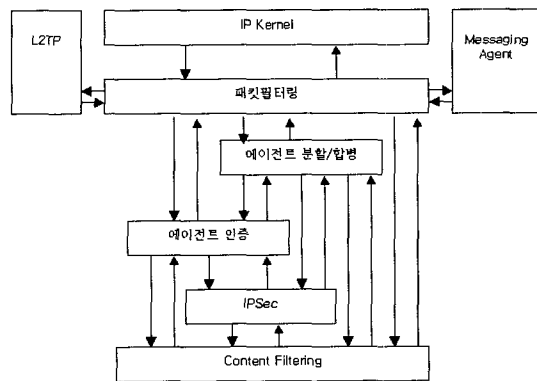 L2TP
IP Kernel
Messaging
Agent
패킷필터링
에이전트 분할/합병
에이전트 인증
IPSec
Content Filtering